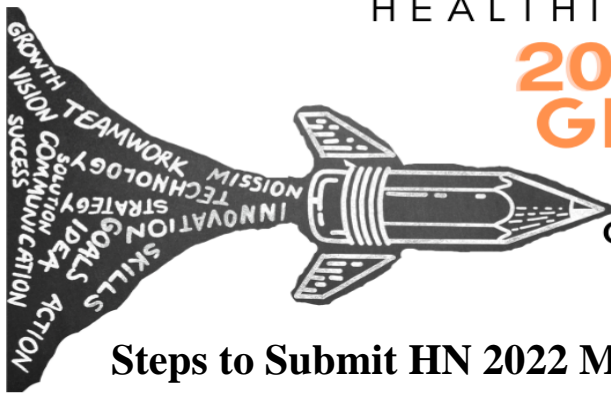 HEALTHI
20
G
GROWTH
VISION
SUCCESS
TEAMWORK
COMMUNICATION
SOLUTION
TECHNOLOGY
MISSION
STRATEGY
INNOVATION
IDEA
GOALS
SKILLS
ACTION
Steps to Submit HN 2022 M